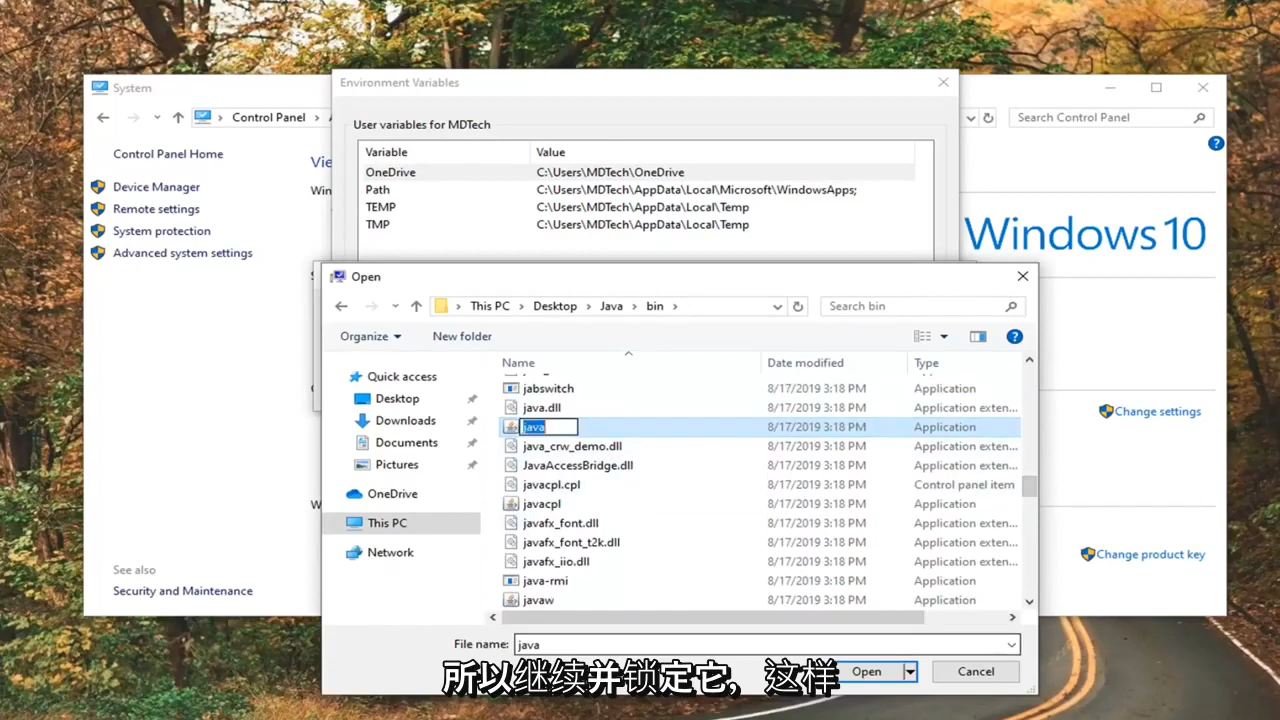 System
Environment Variables
Control Panel
Search Control Panel
User variables for MDTech
Control Panel Home
Variable Value
OneDrive C:\Users\MDTech\OneDrive
Path C:\Users\MDTech\AppData\Local\Microsoft\WindowsApps;
TEMP C:\Users\MDTech\AppData\Local\Temp
TMP C:\Users\MDTech\AppData\Local\Temp
Device Manager
Remote settings
System protection
Advanced system settings
Windows 10
Open
This PC Desktop Java bin
Search bin
Organize New folder
Name Date modified Type
Quick access
Desktop
Downloads
Documents
Pictures
OneDrive
This PC
Network
jabswitch 8/17/2019 3:18 PM Application
java.dll 8/17/2019 3:18 PM Application exten...
java 8/17/2019 3:18 PM Application
java_crw_demo.dll 8/17/2019 3:18 PM Application exten...
JavaAccessBridge.dll 8/17/2019 3:18 PM Application exten...
javacpl.cpl 8/17/2019 3:18 PM Control panel item
javacpl 8/17/2019 3:18 PM Application
javafx_font.dll 8/17/2019 3:18 PM Application exten...
javafx_font_t2k.dll 8/17/2019 3:18 PM Application exten...
javafx_iio.dll 8/17/2019 3:18 PM Application exten...
java-rmi 8/17/2019 3:18 PM Application
javaw 8/17/2019 3:18 PM Application
Change settings
Change product key
See also
Security and Maintenance
File name: java
Open Cancel
所以继续并锁定它，这样